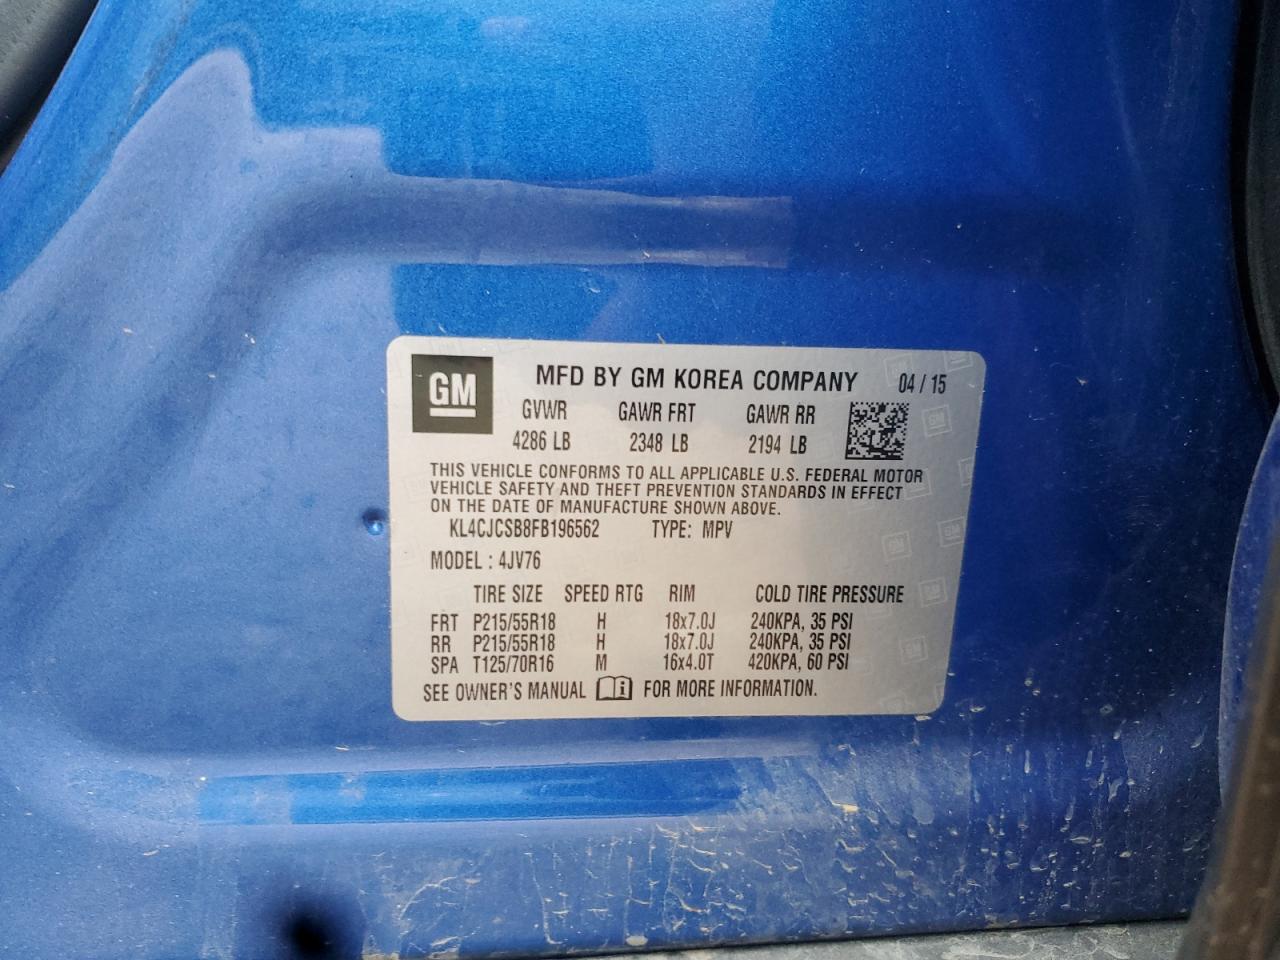 GM MFD BY GM KOREA COMPANY 04 / 15
GVWR GAWR FRT GAWR RR
4286 LB 2348 LB 2194 LB
THIS VEHICLE CONFORMS TO ALL APPLICABLE U.S. FEDERAL MOTOR
VEHICLE SAFETY AND THEFT PREVENTION STANDARDS IN EFFECT
ON THE DATE OF MANUFACTURE SHOWN ABOVE.
KL4CJCSB8FB196562 TYPE: MPV
MODEL : 4JV76
TIRE SIZE SPEED RTG RIM COLD TIRE PRESSURE
FRT P215/55R18 H 18x7.0J 240KPA, 35 PSI
RR P215/55R18 H 18x7.0J 240KPA, 35 PSI
SPA T125/70R16 M 16x4.0T 420KPA, 60 PSI
SEE OWNER'S MANUAL i FOR MORE INFORMATION.